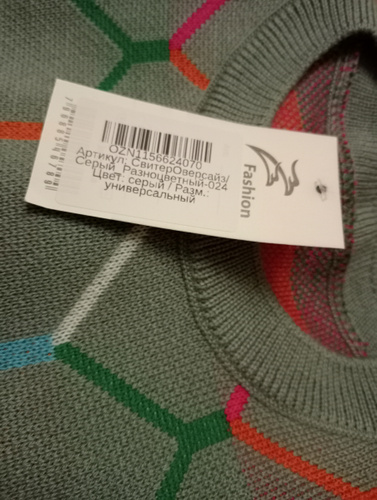 OZN1156624070
Артикул: СвитерОверсайз/
Серый_Разноцветный-024
Цвет: серый / Разм.:
универсальный
Fashion